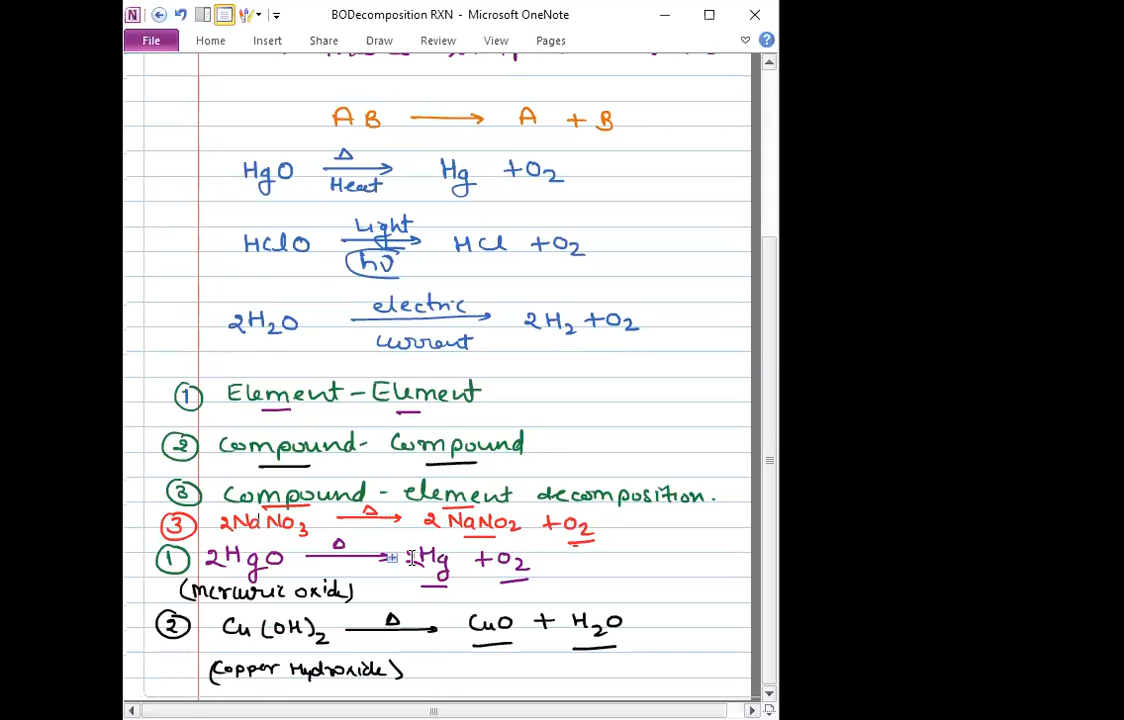 BODecomposition RXN - Microsoft OneNote
File Home Insert Share Draw Review View Pages
AB → A + B
HgO Δ Heat → Hg + O2
HClO Light hν → HCl + O2
2H2O electric current → 2H2 + O2
① Element - Element
② Compound - Compound
③ Compound - element decomposition.
③ 2NaNO3 Δ → 2NaNO2 + O2
① 2HgO Δ → 2Hg + O2
(Mercuric oxide)
② Cu(OH)2 Δ → CuO + H2O
(Copper Hydroxide)